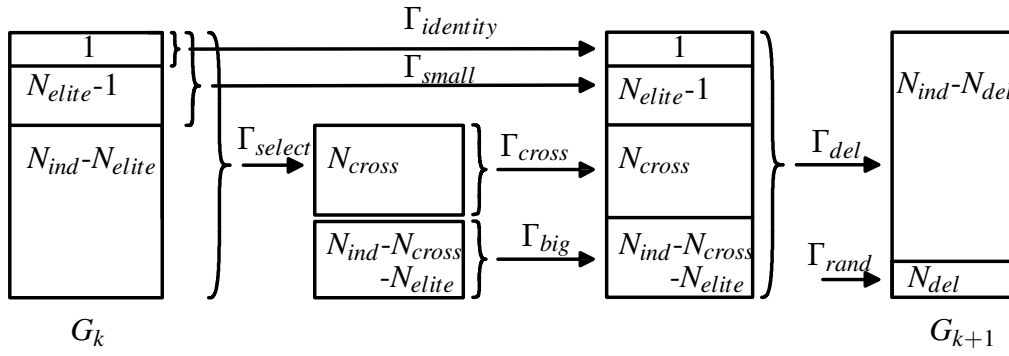 Γ_identity
1
1
Γ_small
N_elite-1
N_elite-1
N_ind-N_del
Γ_select
Γ_cross
Γ_del
N_ind-N_elite
N_cross
N_cross
Γ_big
N_ind-N_cross
-N_elite
N_ind-N_cross
-N_elite
Γ_rand
N_del
G_k
G_{k+1}